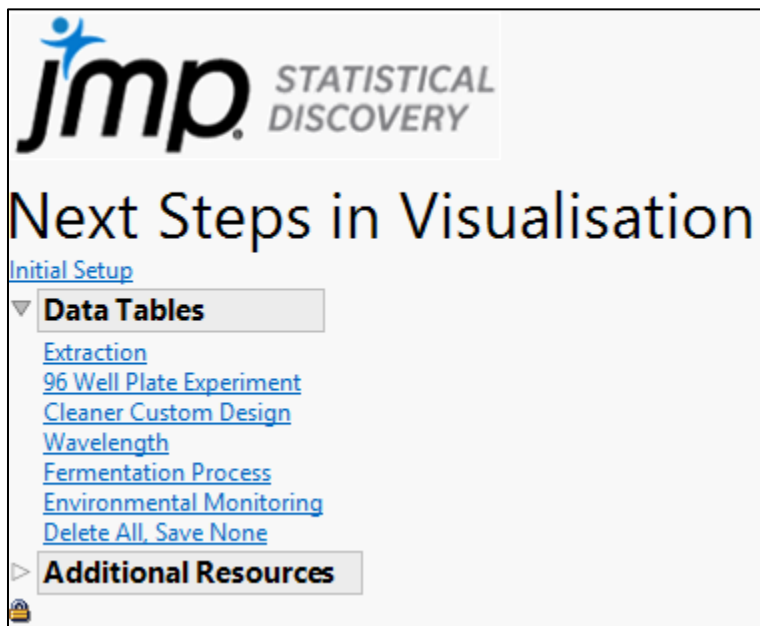 jmp STATISTICAL
DISCOVERY
Next Steps in Visualisation
Initial Setup
Data Tables
Extraction
96 Well Plate Experiment
Cleaner Custom Design
Wavelength
Fermentation Process
Environmental Monitoring
Delete All, Save None
Additional Resources